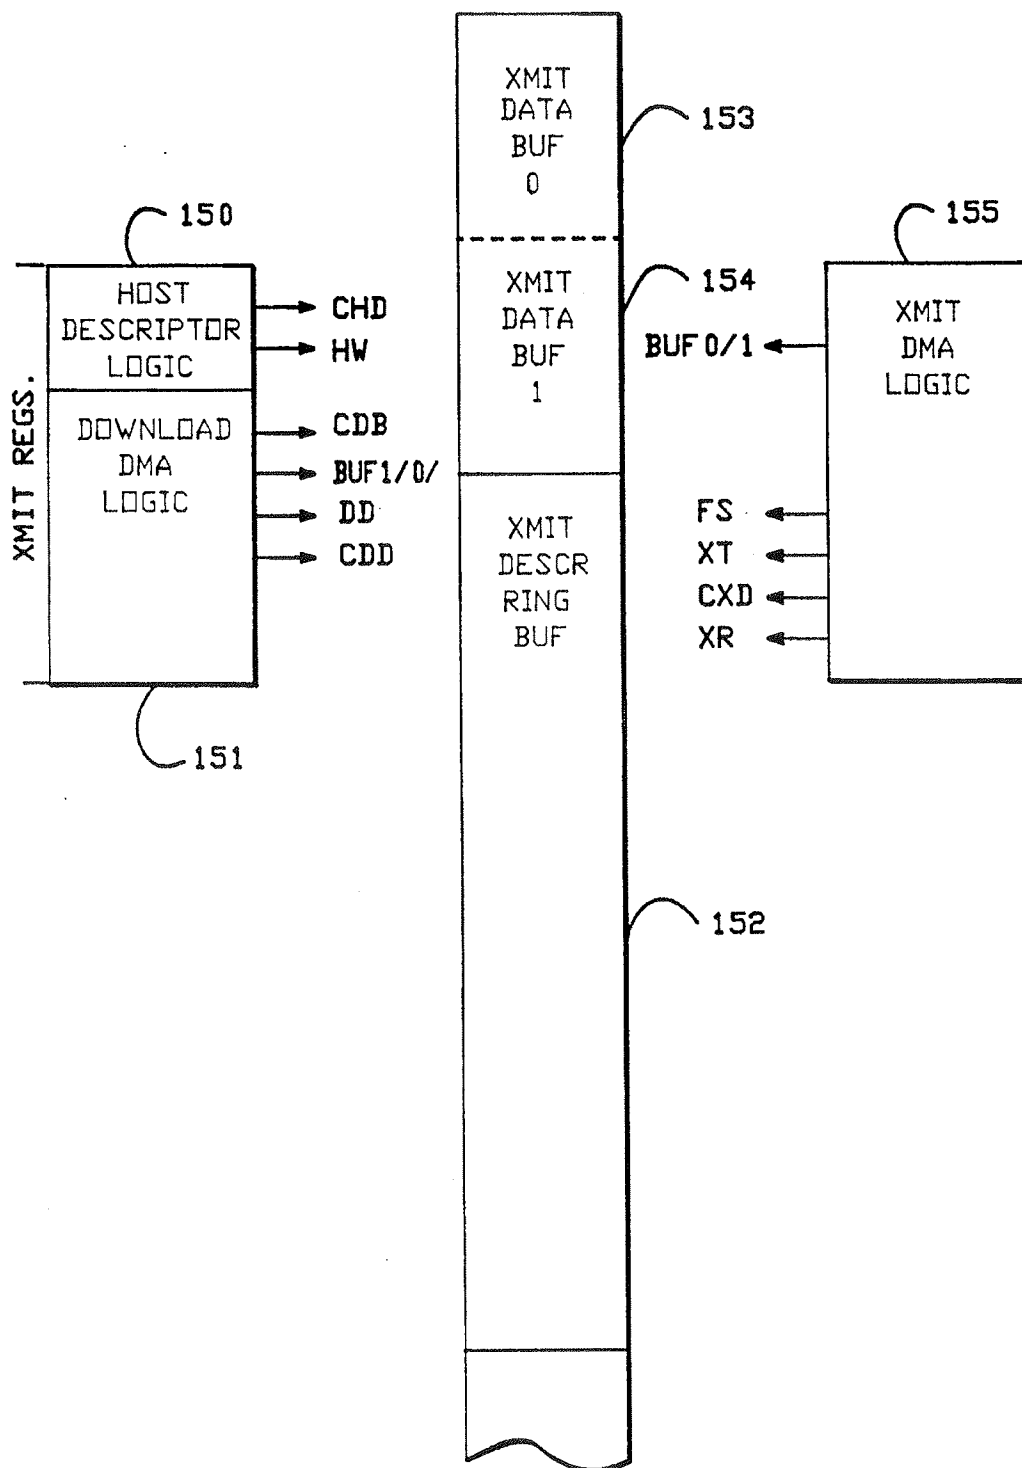 XMIT
DATA
BUF
0
153
150
HOST
DESCRIPTOR
LOGIC
CHD
HW
XMIT REGS.
DOWNLOAD
DMA
LOGIC
CDB
BUF1/0/
DD
CDD
151
XMIT
DATA
BUF
1
154
XMIT
DESCR
RING
BUF
152
155
XMIT
DMA
LOGIC
BUF 0/1
FS
XT
CXD
XR